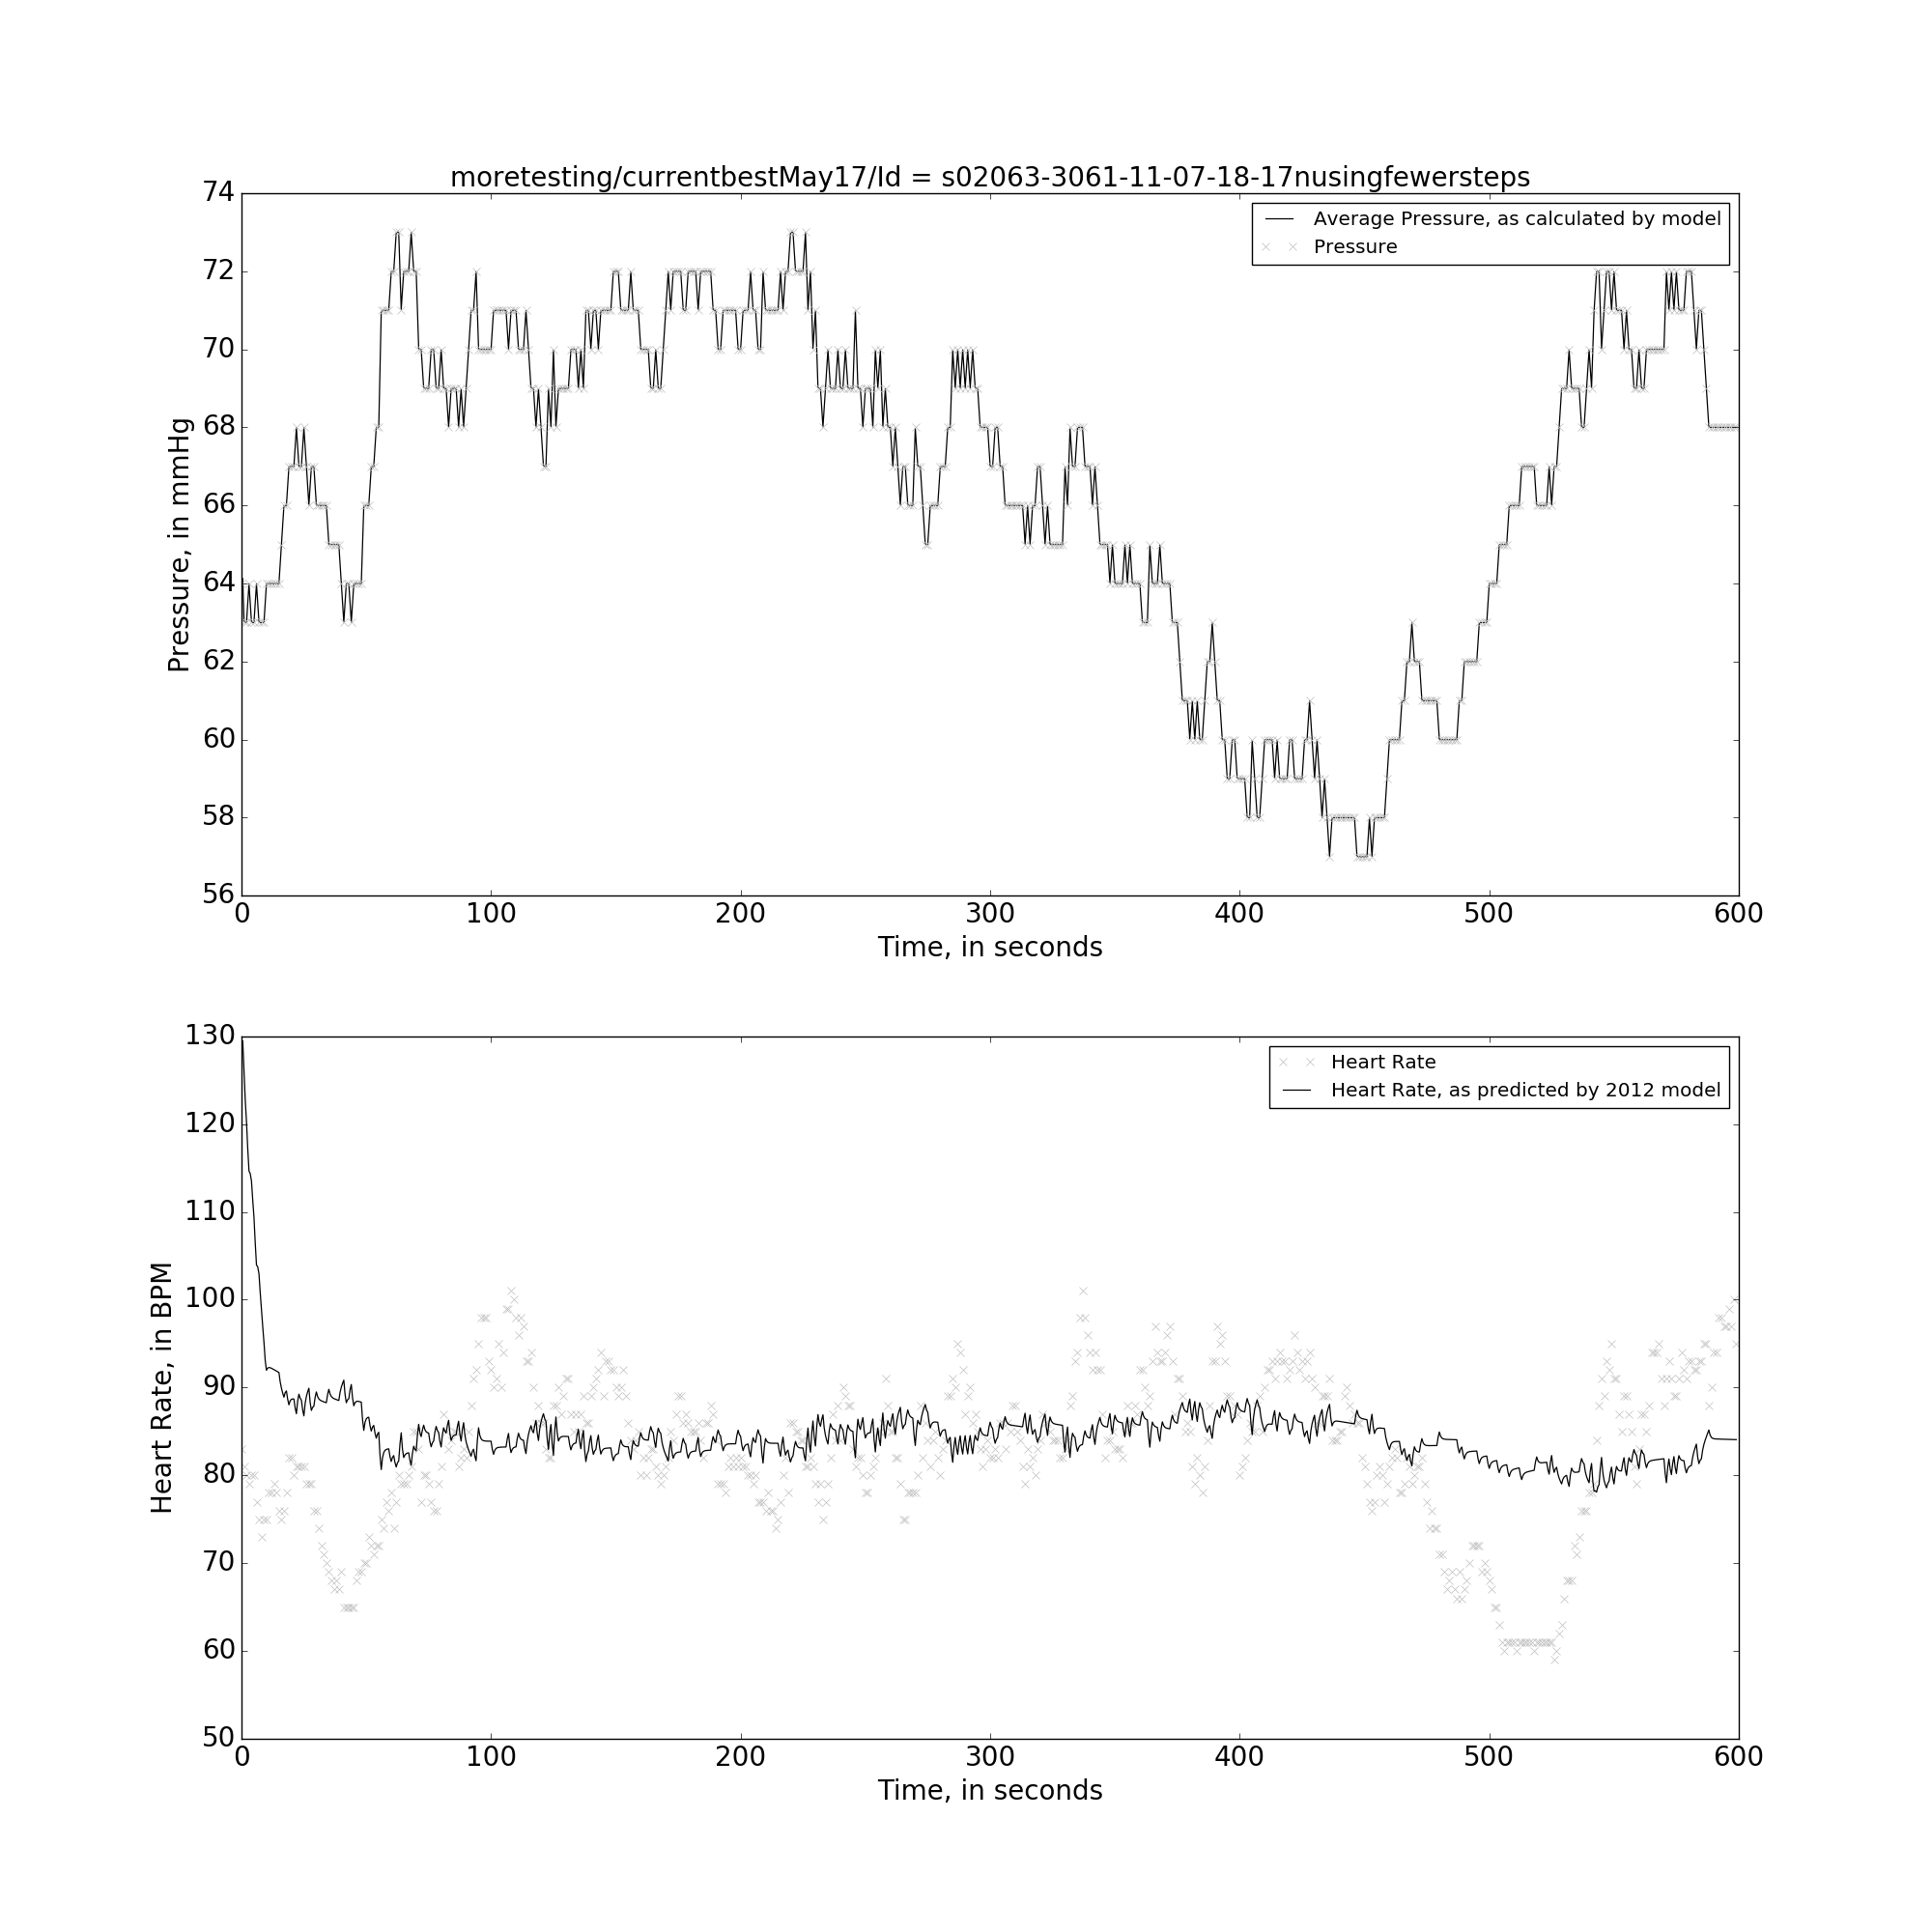 moretesting/currentbestMay17/Id = s02063-3061-11-07-18-17nusingfewersteps
74
72
70
68
66
64
62
60
58
56
Pressure, in mmHg
Average Pressure, as calculated by model
Pressure
0 100 200 300 400 500 600
Time, in seconds
130
120
110
100
90
80
70
60
50
Heart Rate, in BPM
Heart Rate
Heart Rate, as predicted by 2012 model
0 100 200 300 400 500 600
Time, in seconds